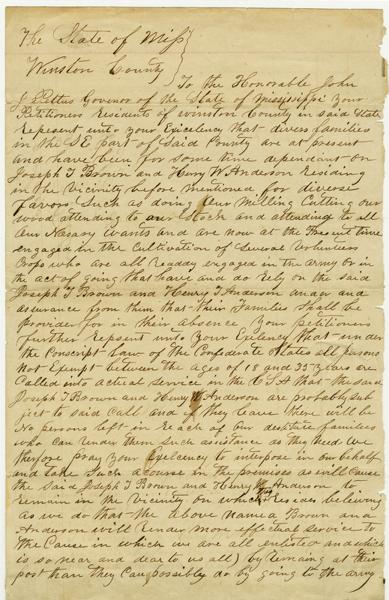 The State of Miss
Winston County
To the Honorable John
J. Pettus Govenor of the State of Mississippi Your
Petitioners Residents of Winston County in said State
Repesent unto your Exelency that divers families
in the SE part of Said County are at present
and have been for some time dependant on
Joseph T Brown and Henry W Anderson Residing
in the vicinity before mentioned for diverse
favors Such as doing our Milling Cutting our
wood attending to our Stock and attending to all
our Nesary wants and are now at the Present time
engaged in the Cultivation of Several Volunteers
Crops who are all Readdy engaged in the army or in
the act of going that have and do Rely on the said
Joseph T Brown and Henry T Anderson under and
assurance from them that their Families Shall be
Provider for in their absence Your petitioners
further Repsent unto Your Exelency that under
the Conscript Law of the Confederate States all persons
Not Exempt between the ages of 18 and 35 years are
Called into actual Service in the C S A that the said
Joseph T Brown and Henry W Anderson are probably sub
ject to said Call and if they leave there will be
No persons left in Reach of our destitute families
who can Render them Such assistance as they Need We
therfore pray Your Exelency to interpose in our behalf
and take Such a course in the premises as will cause
the said Joseph T Brown and Henry W Anderson to
remain in the vicinity on which they Resides believing
as we do that the above named Brown and
Anderson will Render more effectual Service to
the Cause in which we are all enlisted and which
is so near and dear to us all) by Remaing at their
post than they Can possibly do by going to the army